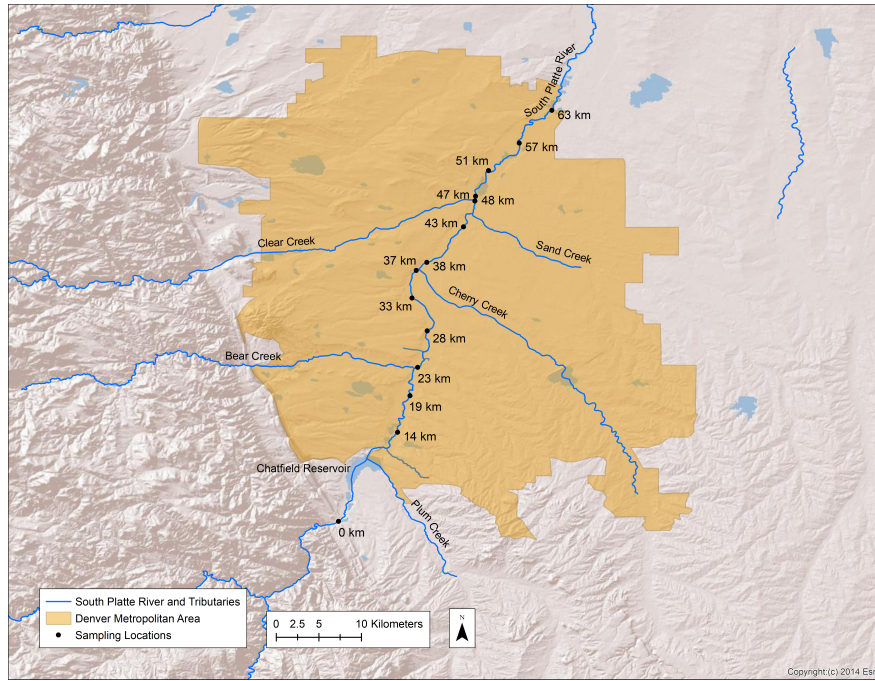 South Platte River
63 km
57 km
51 km
47 km
48 km
43 km
Clear Creek
Sand Creek
37 km
38 km
Cherry Creek
33 km
28 km
Bear Creek
23 km
19 km
14 km
Chatfield Reservoir
Plum Creek
0 km
South Platte River and Tributaries
Denver Metropolitan Area
Sampling Locations
0 2.5 5 10 Kilometers
N
Copyright:(c) 2014 Esr